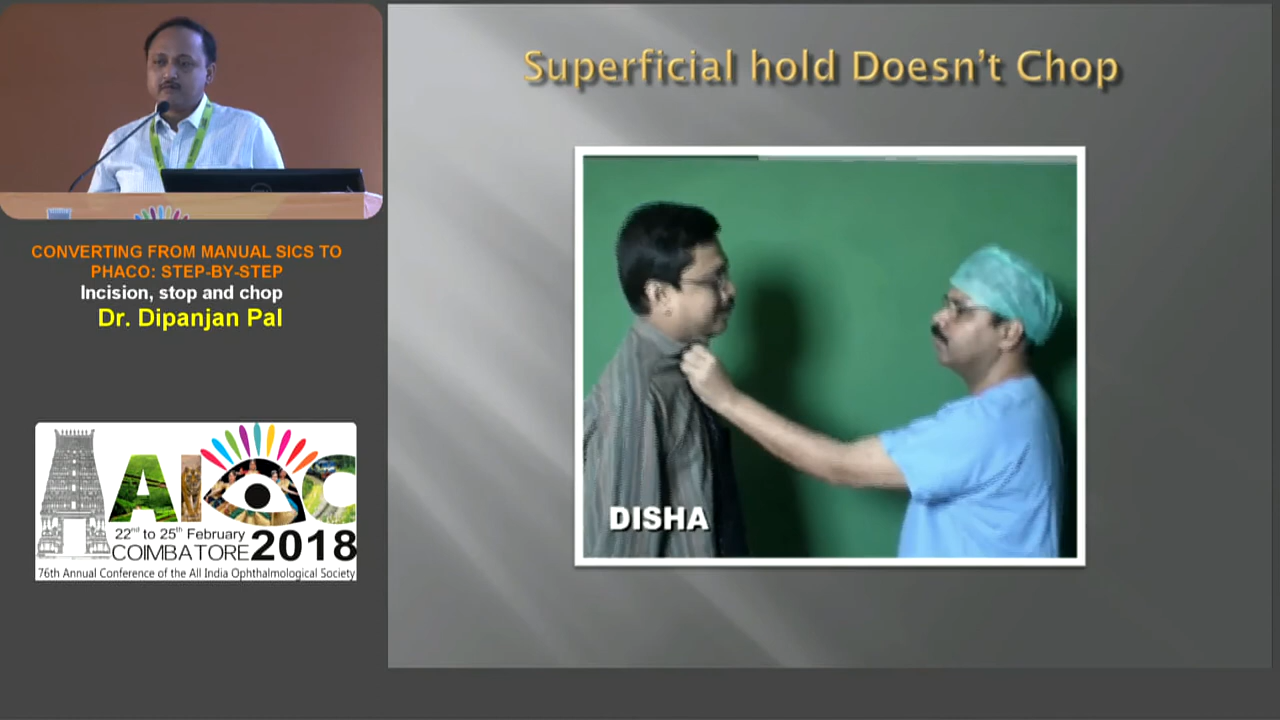 Superficial hold Doesn't Chop
CONVERTING FROM MANUAL SICS TO
PHACO: STEP-BY-STEP
Incision, stop and chop
Dr. Dipanjan Pal
DISHA
AIOC
22nd to 25th February
COIMBATORE 2018
76th Annual Conference of the All India Ophthalmological Society